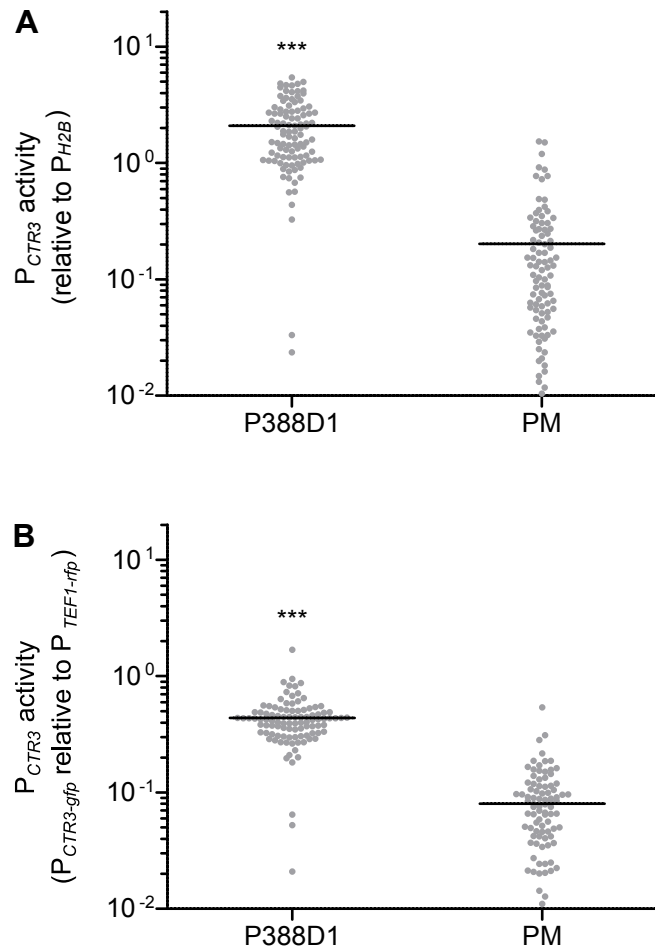 A
***
P_CTR3 activity
(relative to P_H2B)
10^1
10^0
10^-1
10^-2
P388D1 PM
B
***
P_CTR3 activity
(P_CTR3-gfp relative to P_TEF1-rfp)
10^1
10^0
10^-1
10^-2
P388D1 PM